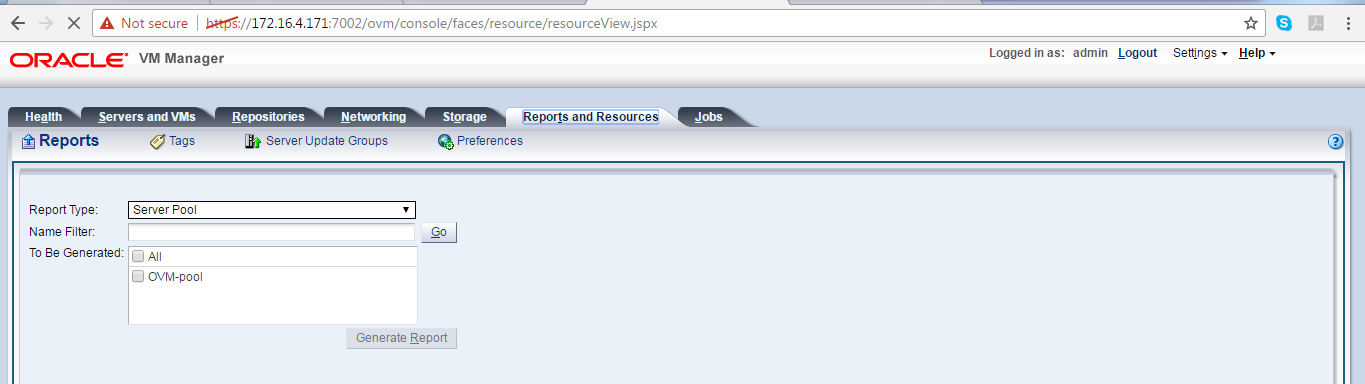 Not secure https://172.16.4.171:7002/ovm/console/faces/resource/resourceView.jspx
ORACLE VM Manager
Logged in as: admin Logout Settings Help
Health Servers and VMs Repositories Networking Storage Reports and Resources Jobs
Reports Tags Server Update Groups Preferences ?
Report Type: Server Pool
Name Filter: Go
To Be Generated: All
OVM-pool
Generate Report